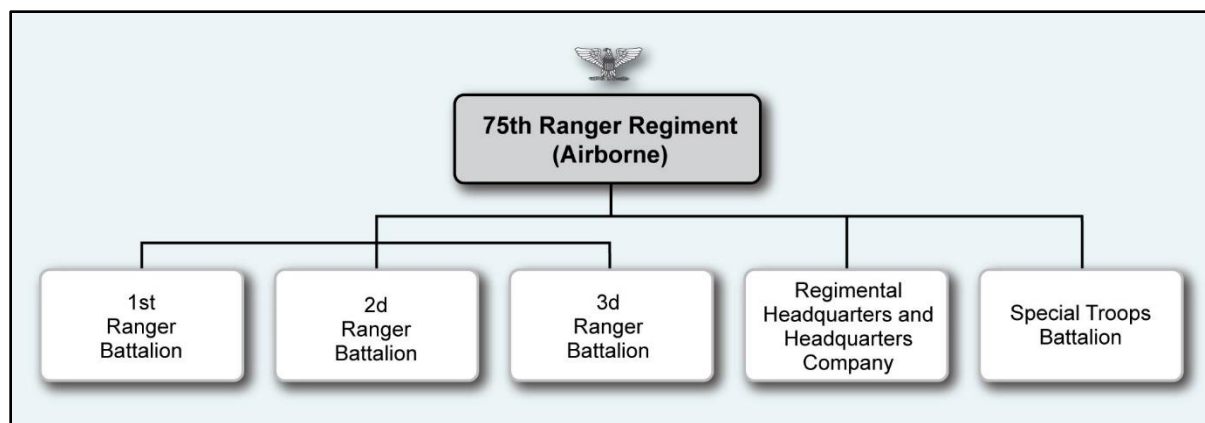 75th Ranger Regiment
(Airborne)
1st
Ranger
Battalion
2d
Ranger
Battalion
3d
Ranger
Battalion
Regimental
Headquarters and
Headquarters
Company
Special Troops
Battalion